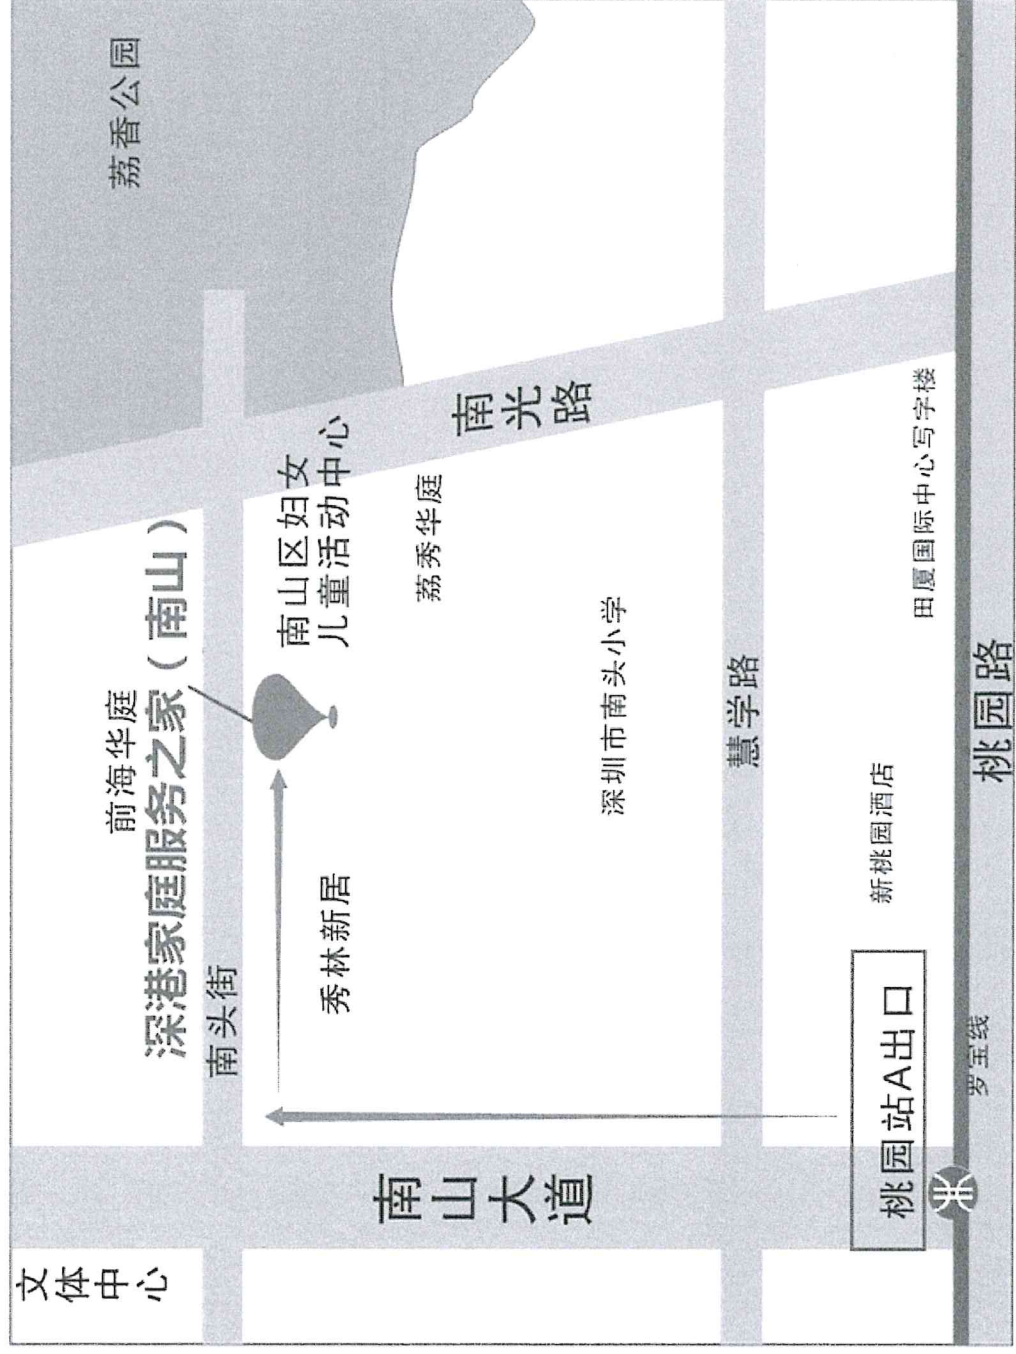 文体中心
前海华庭
荔香公园
深港家庭服务之家（南山）
南头街
南山区妇女
儿童活动中心
秀林新居
荔秀华庭
南山大道
南光路
深圳市南头小学
慧学路
新桃园酒店
田厦国际中心写字楼
桃园站A出口
罗宝线
桃园路